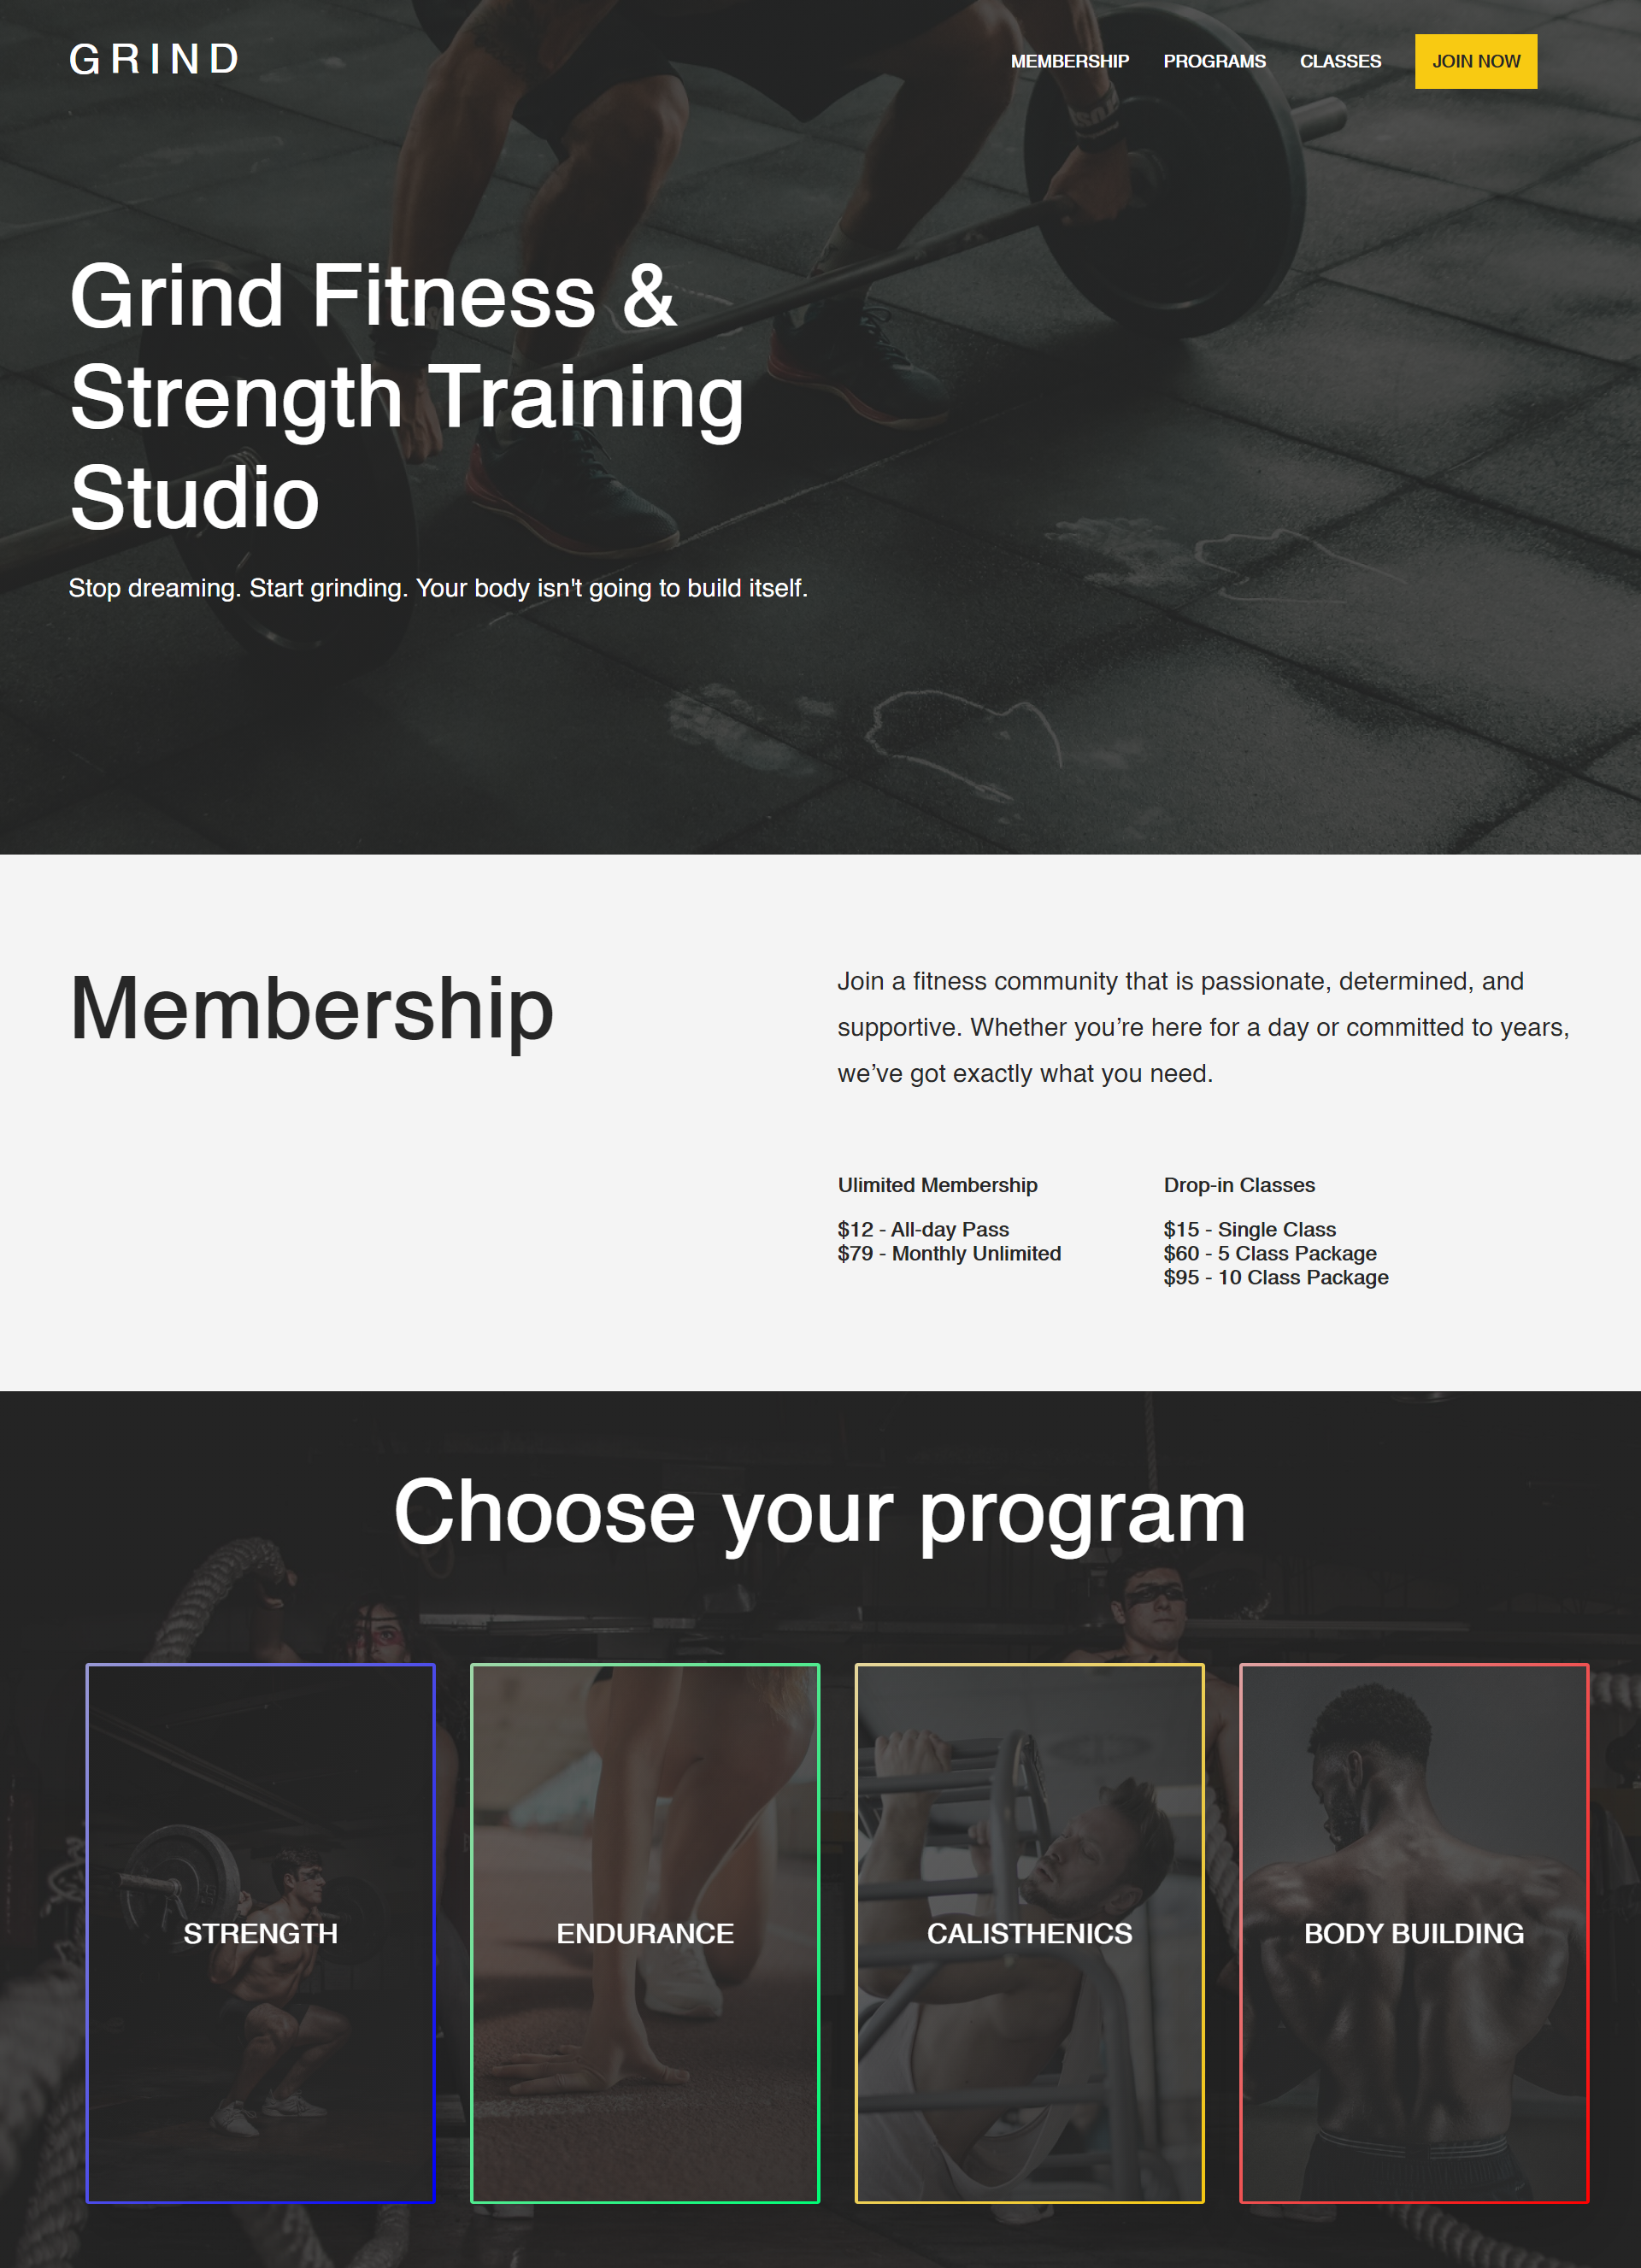 GRIND
MEMBERSHIP PROGRAMS CLASSES JOIN NOW
Grind Fitness &
Strength Training
Studio
Stop dreaming. Start grinding. Your body isn't going to build itself.
Membership
Join a fitness community that is passionate, determined, and
supportive. Whether you’re here for a day or committed to years,
we’ve got exactly what you need.
Ulimited Membership
$12 - All-day Pass
$79 - Monthly Unlimited
Drop-in Classes
$15 - Single Class
$60 - 5 Class Package
$95 - 10 Class Package
Choose your program
STRENGTH
ENDURANCE
CALISTHENICS
BODY BUILDING